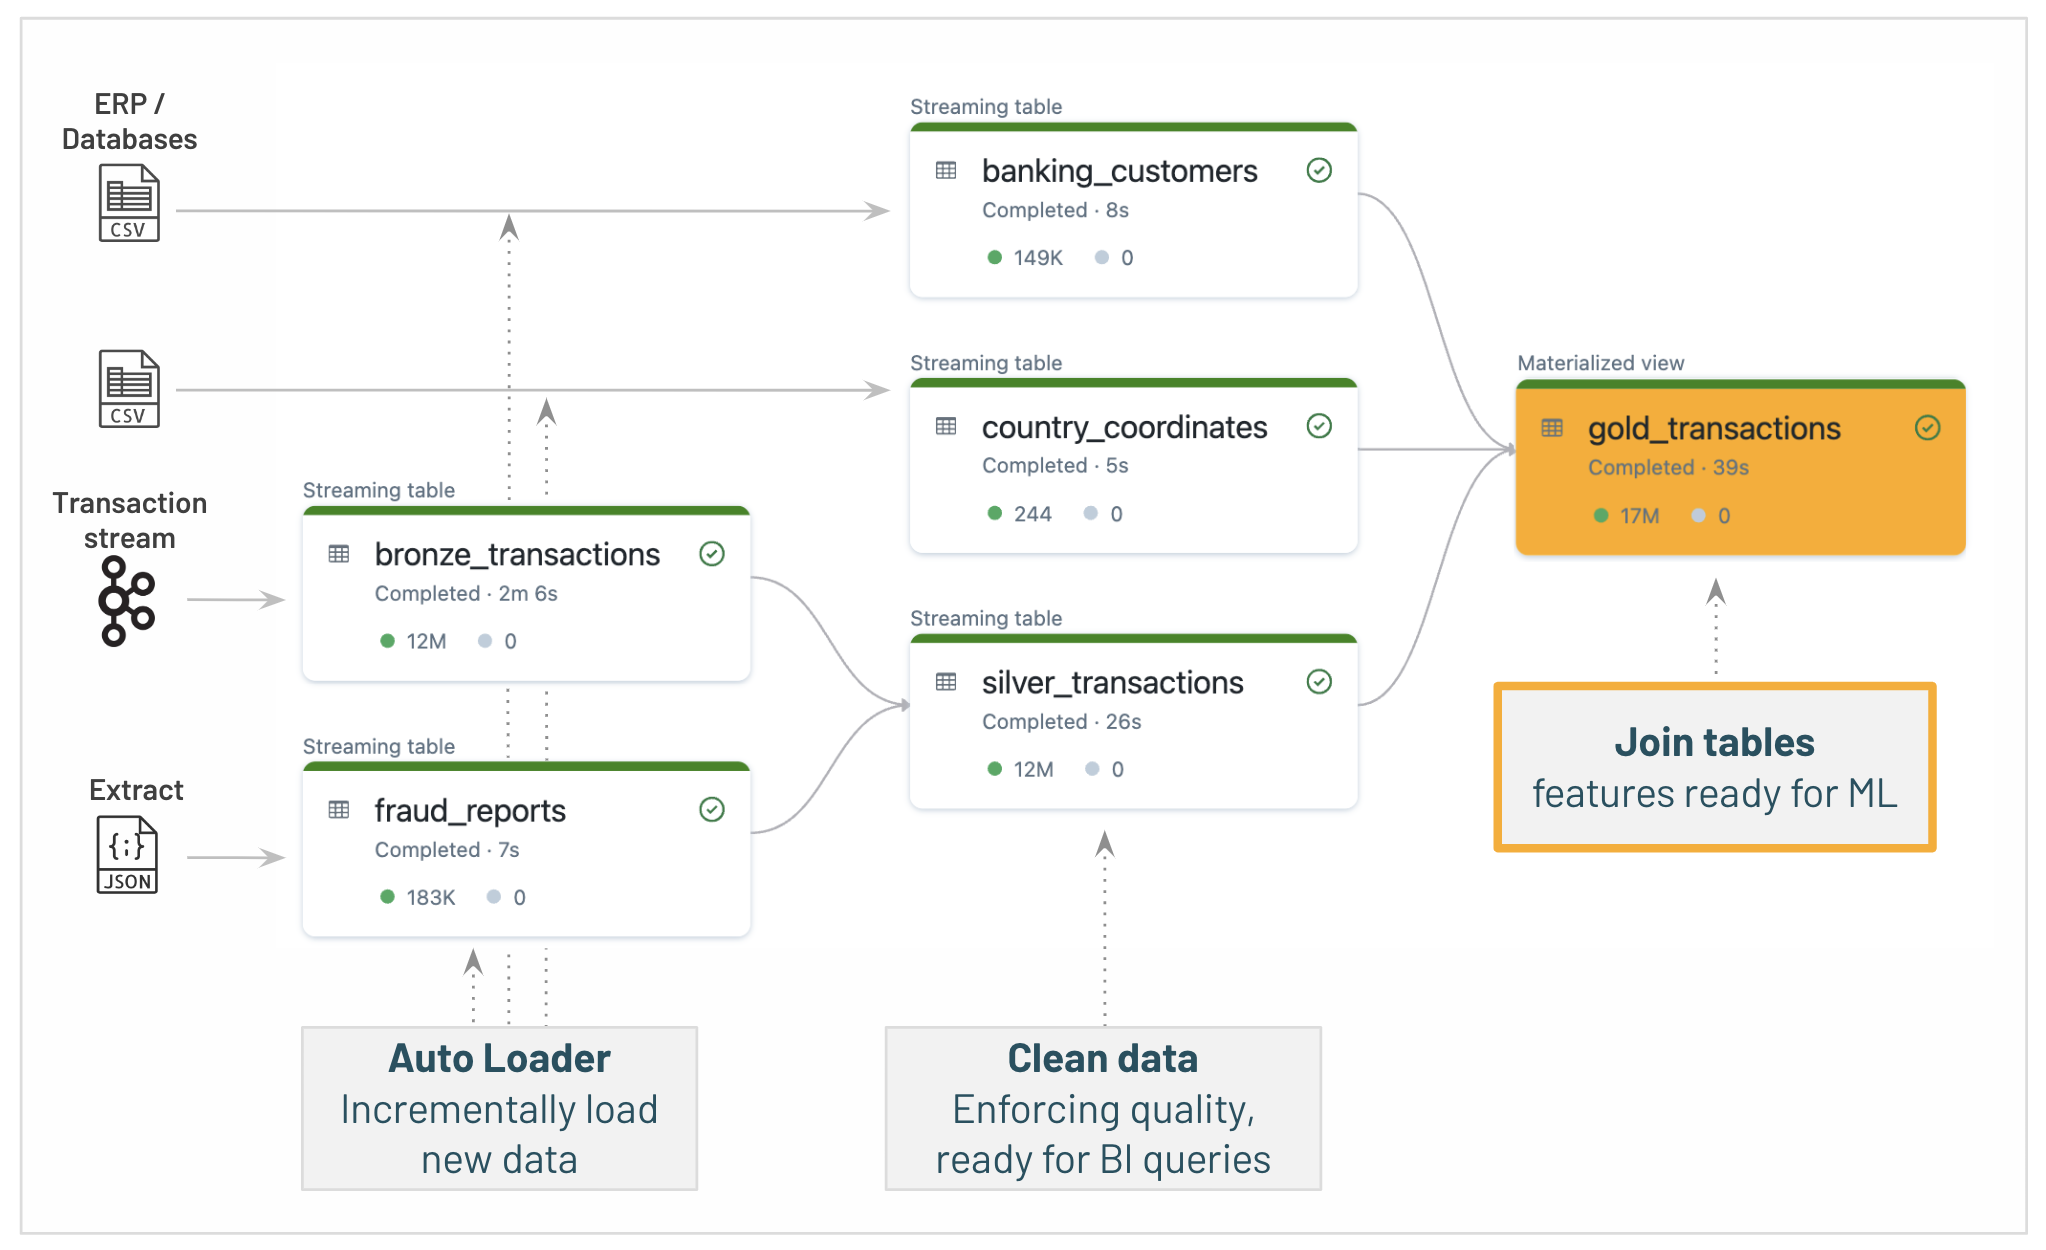 ERP /
Databases
CSV
Streaming table
banking_customers
Completed · 8s
149K 0
CSV
Streaming table
country_coordinates
Completed · 5s
244 0
Materialized view
gold_transactions
Completed · 39s
17M 0
Transaction
stream
Streaming table
bronze_transactions
Completed · 2m 6s
12M 0
Streaming table
silver_transactions
Completed · 26s
12M 0
Extract
{;}
JSON
Streaming table
fraud_reports
Completed · 7s
183K 0
Join tables
features ready for ML
Auto Loader
Incrementally load
new data
Clean data
Enforcing quality,
ready for BI queries